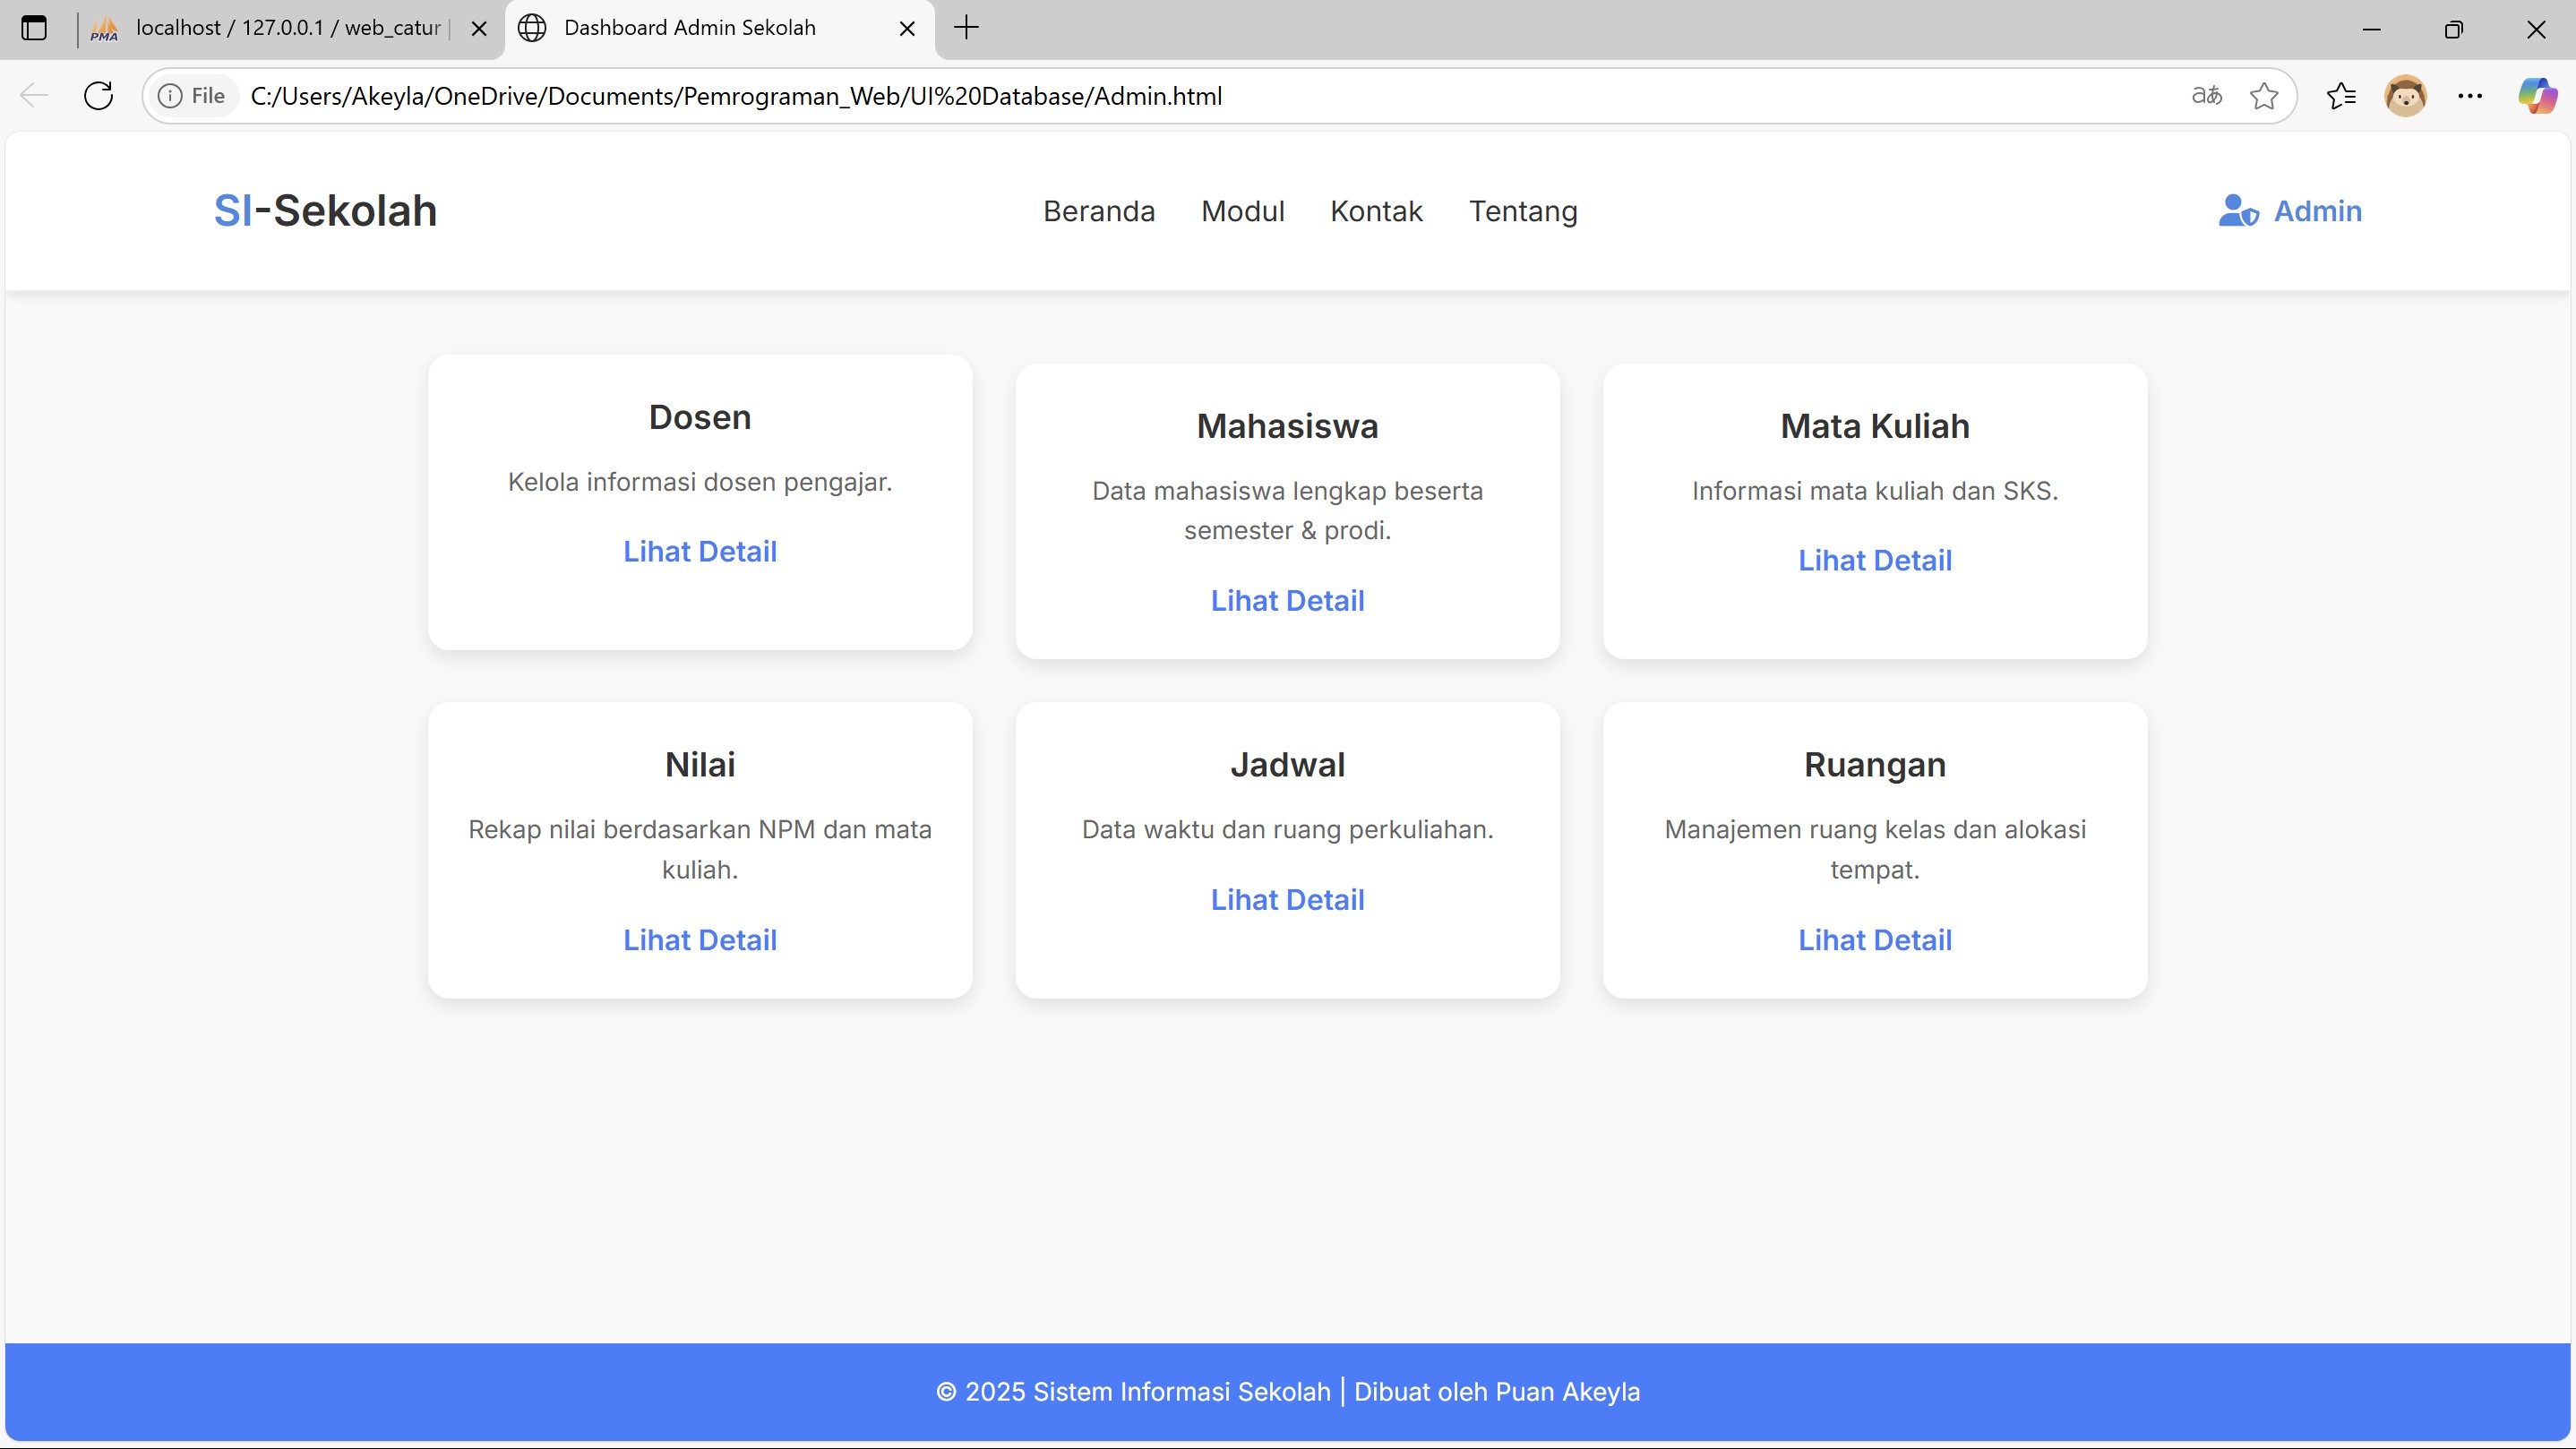 PMA
localhost / 127.0.0.1 / web_catur |
Dashboard Admin Sekolah
File
C:/Users/Akeyla/OneDrive/Documents/Pemrograman_Web/UI%20Database/Admin.html
aあ
SI-Sekolah
Beranda
Modul
Kontak
Tentang
Admin
Dosen
Kelola informasi dosen pengajar.
Lihat Detail
Mahasiswa
Data mahasiswa lengkap beserta
semester & prodi.
Lihat Detail
Mata Kuliah
Informasi mata kuliah dan SKS.
Lihat Detail
Nilai
Rekap nilai berdasarkan NPM dan mata
kuliah.
Lihat Detail
Jadwal
Data waktu dan ruang perkuliahan.
Lihat Detail
Ruangan
Manajemen ruang kelas dan alokasi
tempat.
Lihat Detail
© 2025 Sistem Informasi Sekolah | Dibuat oleh Puan Akeyla